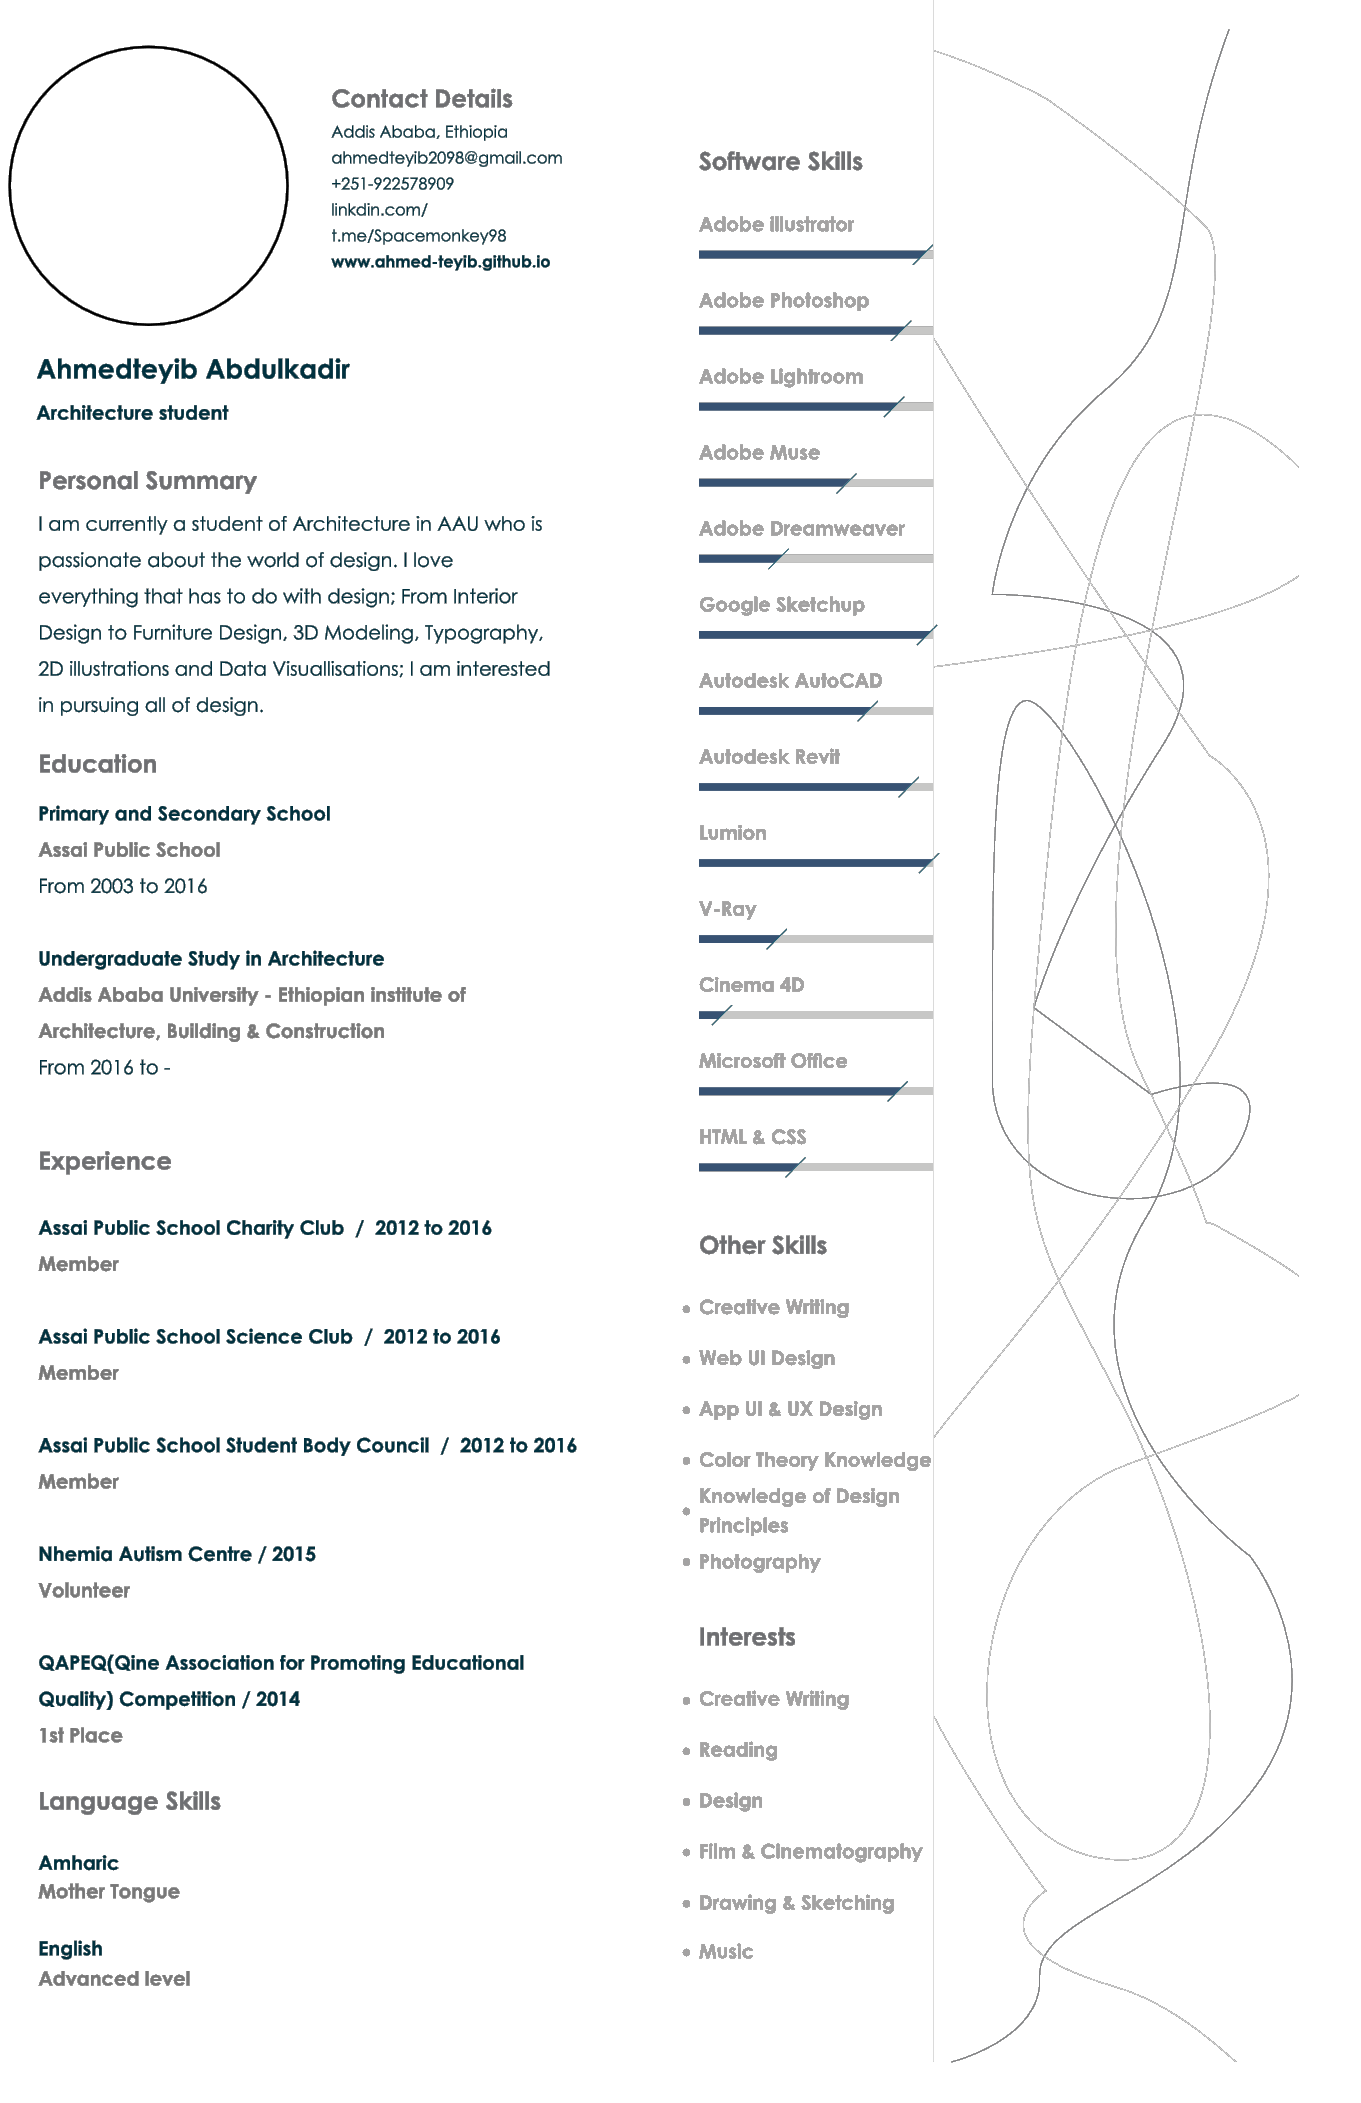 Contact Details
Addis Ababa, Ethiopia
ahmedteyib2098@gmail.com
+251-922578909
linkdin.com/
t.me/Spacemonkey98
www.ahmed-teyib.github.io
Ahmedteyib Abdulkadir
Architecture student
Personal Summary
I am currently a student of Architecture in AAU who is
passionate about the world of design. I love
everything that has to do with design; From Interior
Design to Furniture Design, 3D Modeling, Typography,
2D illustrations and Data Visuallisations; I am interested
in pursuing all of design.
Education
Primary and Secondary School
Assai Public School
From 2003 to 2016
Undergraduate Study in Architecture
Addis Ababa University - Ethiopian institute of
Architecture, Building & Construction
From 2016 to -
Experience
Assai Public School Charity Club / 2012 to 2016
Member
Assai Public School Science Club / 2012 to 2016
Member
Assai Public School Student Body Council / 2012 to 2016
Member
Nhemia Autism Centre / 2015
Volunteer
QAPEQ(Qine Association for Promoting Educational
Quality) Competition / 2014
1st Place
Language Skills
Amharic
Mother Tongue
English
Advanced level
Software Skills
Adobe illustrator
Adobe Photoshop
Adobe Lightroom
Adobe Muse
Adobe Dreamweaver
Google Sketchup
Autodesk AutoCAD
Autodesk Revit
Lumion
V-Ray
Cinema 4D
Microsoft Office
HTML & CSS
Other Skills
• Creative Writing
• Web UI Design
• App UI & UX Design
• Color Theory Knowledge
• Knowledge of Design
Principles
• Photography
Interests
• Creative Writing
• Reading
• Design
• Film & Cinematography
• Drawing & Sketching
• Music